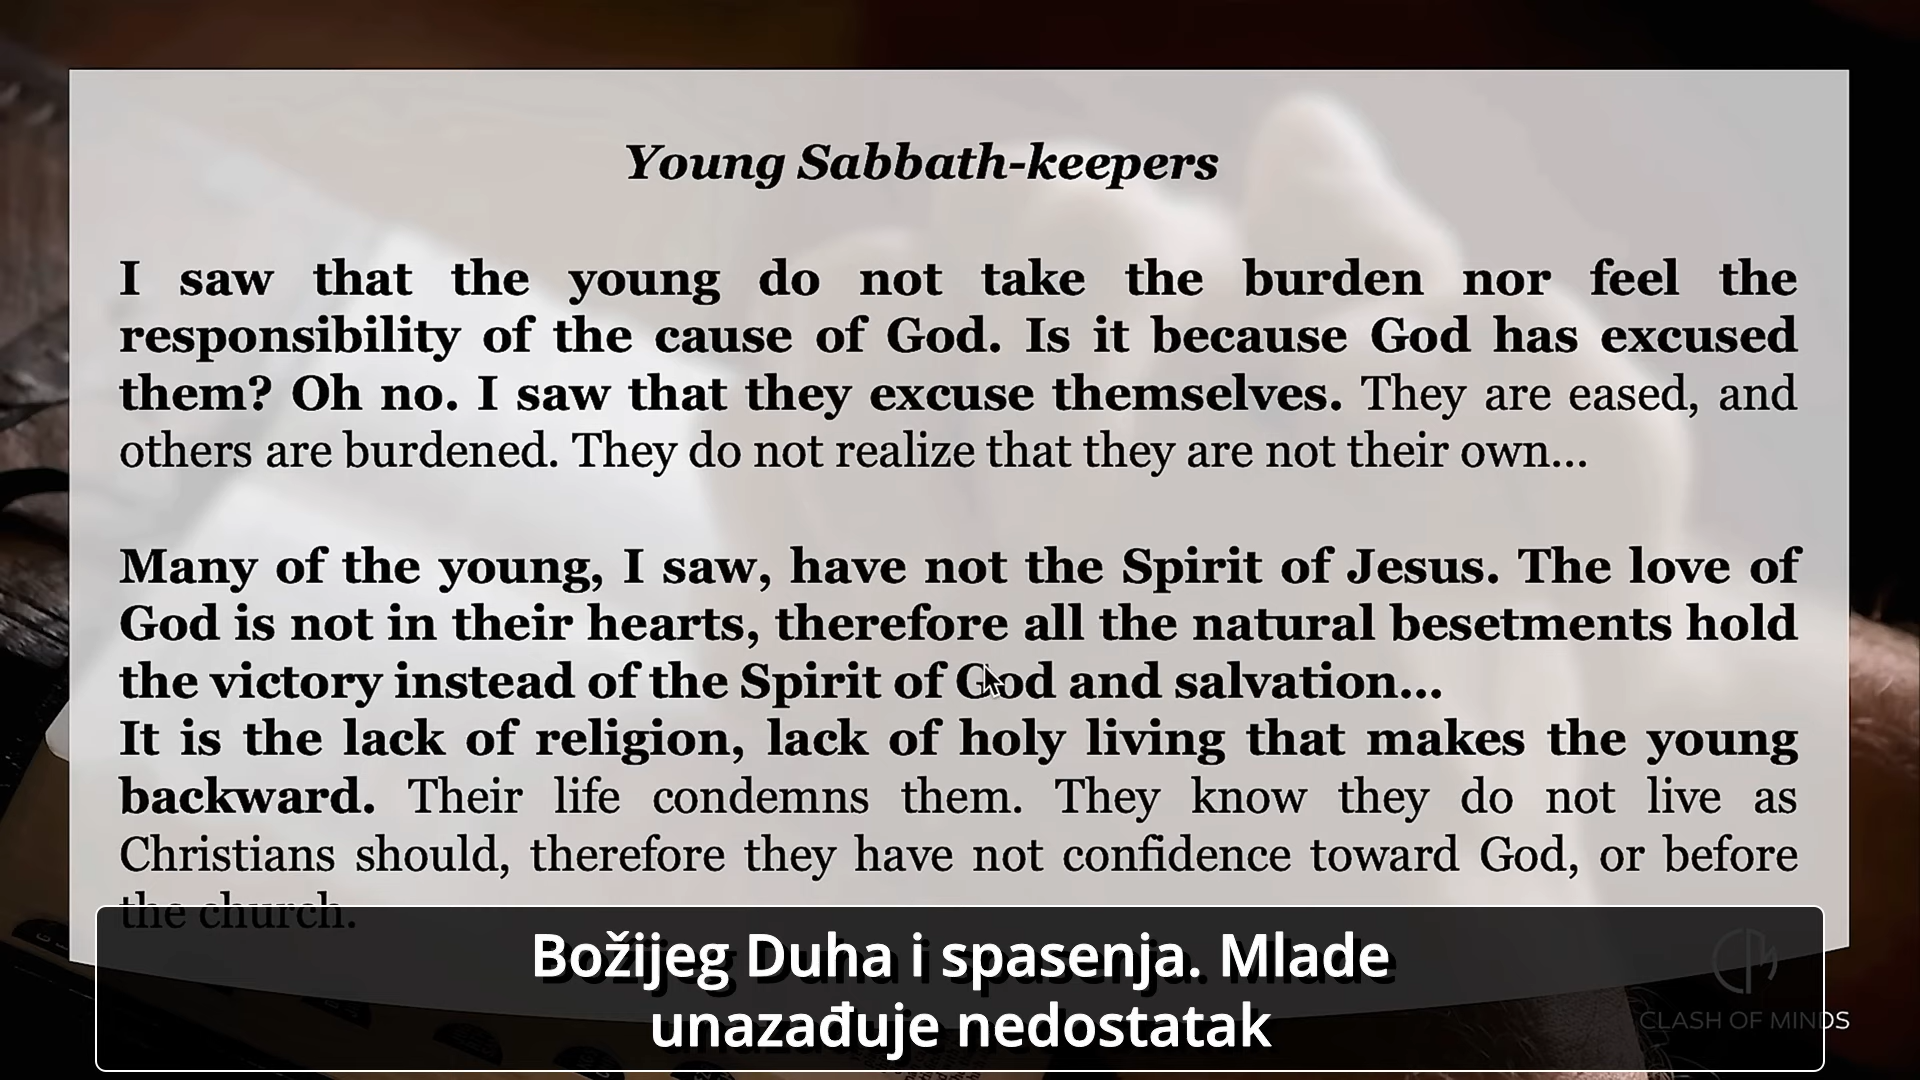 Young Sabbath-keepers
I saw that the young do not take the burden nor feel the
responsibility of the cause of God. Is it because God has excused
them? Oh no. I saw that they excuse themselves. They are eased, and
others are burdened. They do not realize that they are not their own...
Many of the young, I saw, have not the Spirit of Jesus. The love of
God is not in their hearts, therefore all the natural besetments hold
the victory instead of the Spirit of God and salvation...
It is the lack of religion, lack of holy living that makes the young
backward. Their life condemns them. They know they do not live as
Christians should, therefore they have not confidence toward God, or before
the church.
Božijeg Duha i spasenja. Mlade
unazađuje nedostatak
CLASH OF MINDS